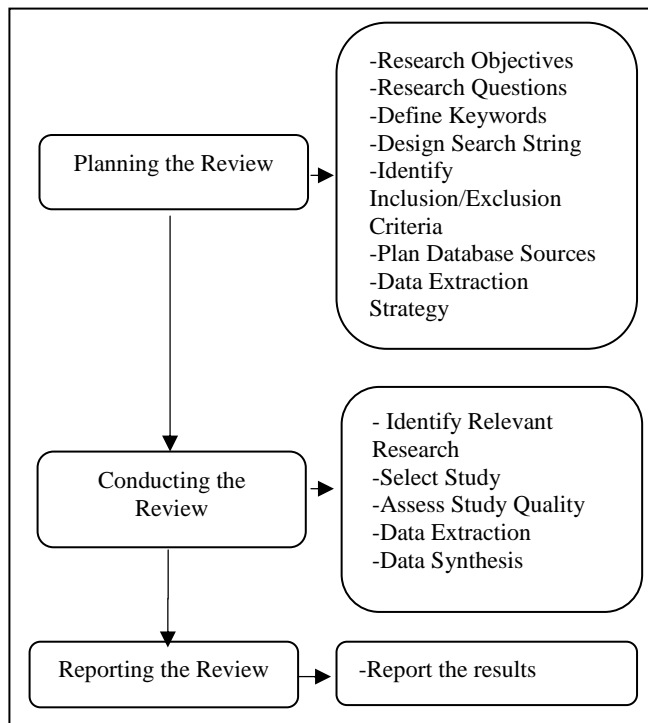 Planning the Review
-Research Objectives
-Research Questions
-Define Keywords
-Design Search String
-Identify
Inclusion/Exclusion
Criteria
-Plan Database Sources
-Data Extraction
Strategy
Conducting the
Review
- Identify Relevant
Research
-Select Study
-Assess Study Quality
-Data Extraction
-Data Synthesis
Reporting the Review
-Report the results